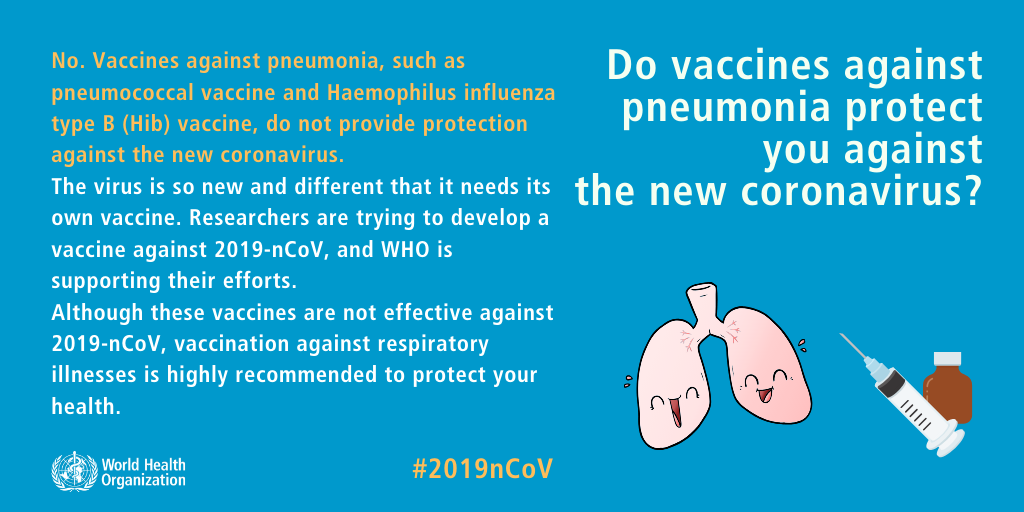 Do vaccines against
pneumonia protect
you against
the new coronavirus?
No. Vaccines against pneumonia, such as
pneumococcal vaccine and Haemophilus influenza
type B (Hib) vaccine, do not provide protection
against the new coronavirus.
The virus is so new and different that it needs its
own vaccine. Researchers are trying to develop a
vaccine against 2019-nCoV, and WHO is
supporting their efforts.
Although these vaccines are not effective against
2019-nCoV, vaccination against respiratory
illnesses is highly recommended to protect your
health.
World Health
Organization
#2019nCoV